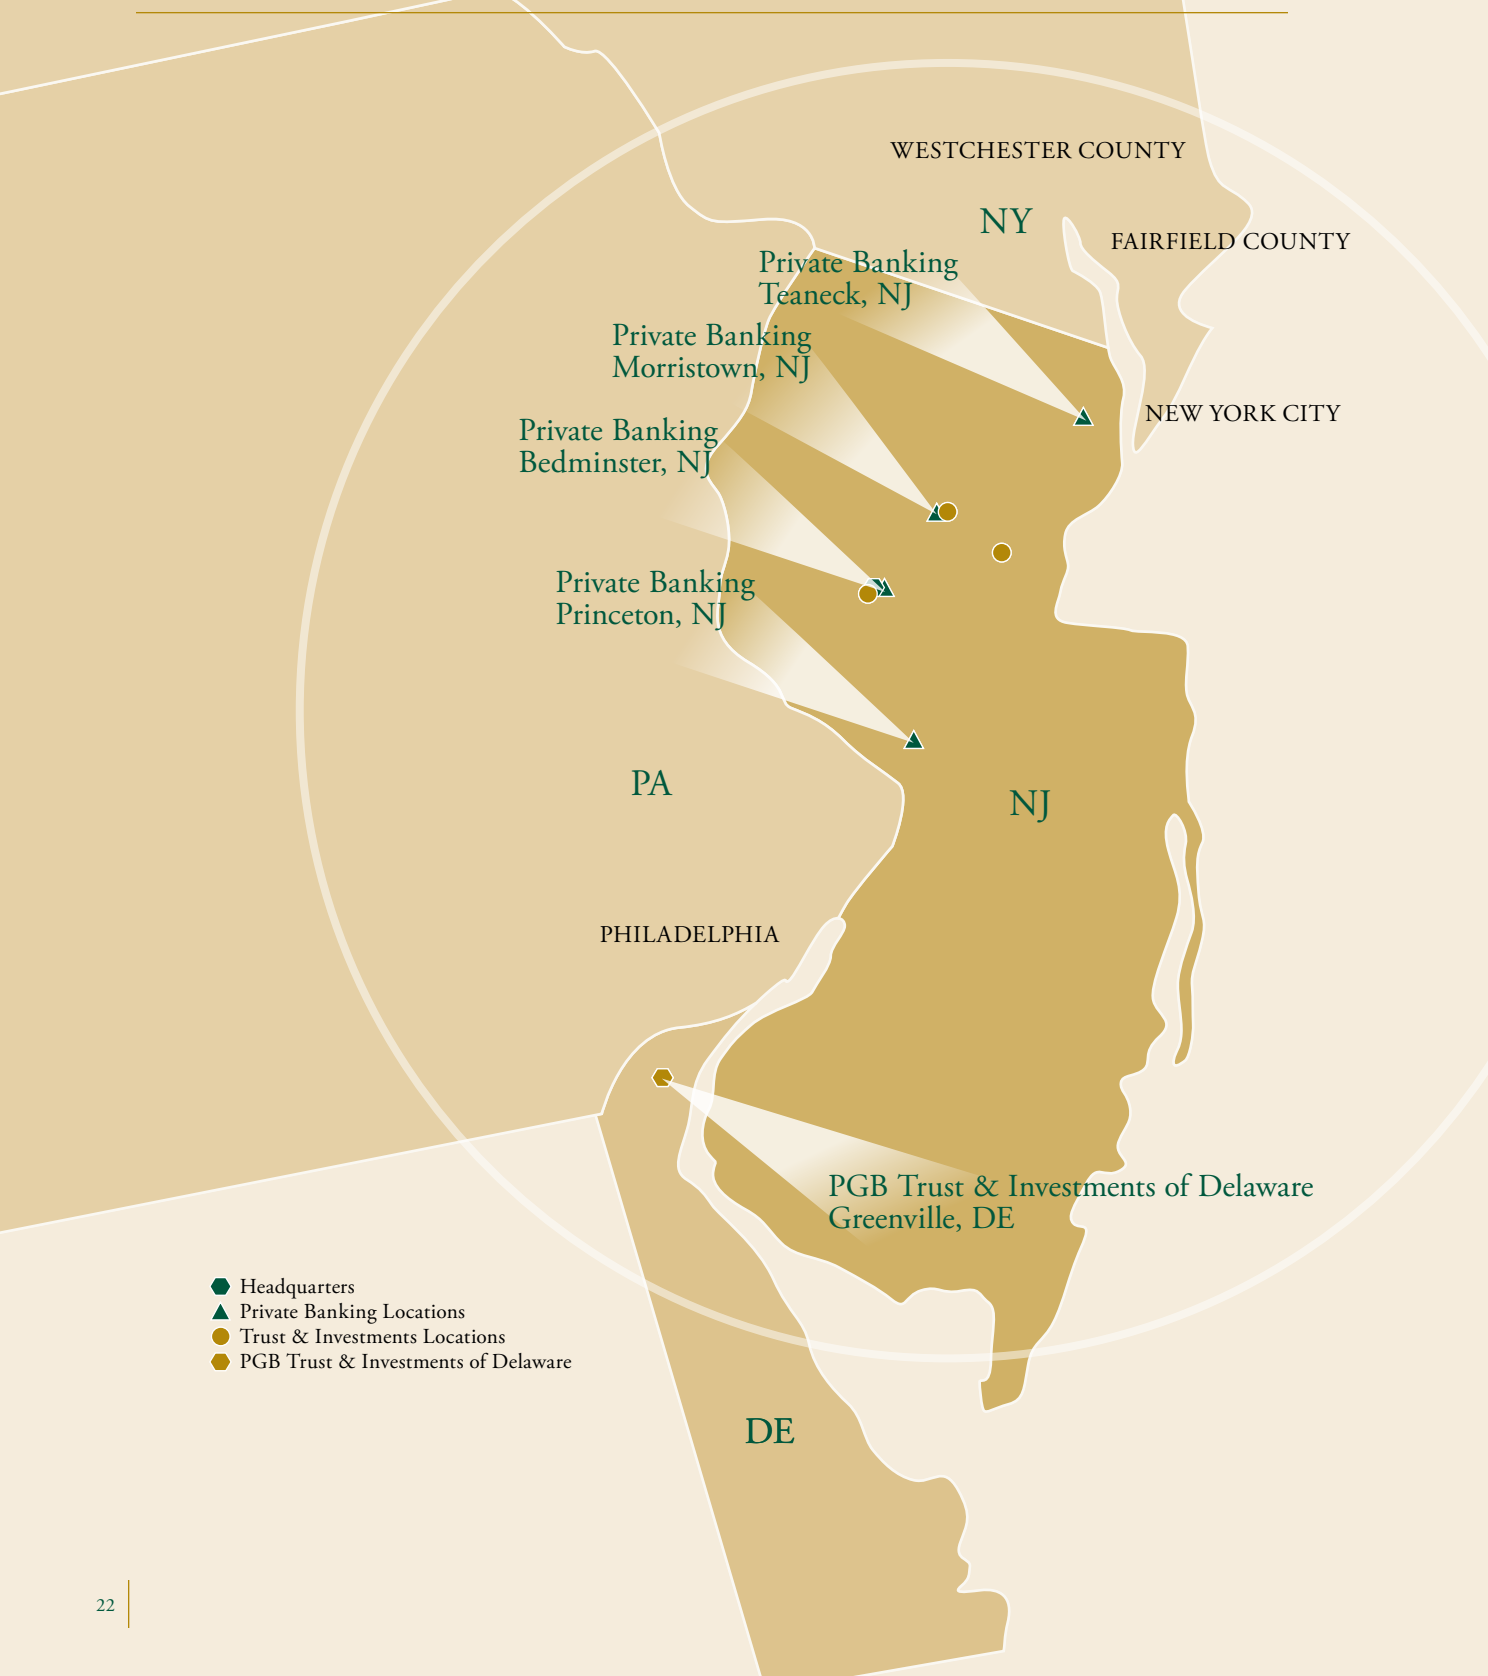 WESTCHESTER COUNTY
NY
FAIRFIELD COUNTY
Private Banking
Teaneck, NJ
Private Banking
Morristown, NJ
NEW YORK CITY
Private Banking
Bedminster, NJ
Private Banking
Princeton, NJ
PA
NJ
PHILADELPHIA
PGB Trust & Investments of Delaware
Greenville, DE
Headquarters
Private Banking Locations
Trust & Investments Locations
PGB Trust & Investments of Delaware
DE
22